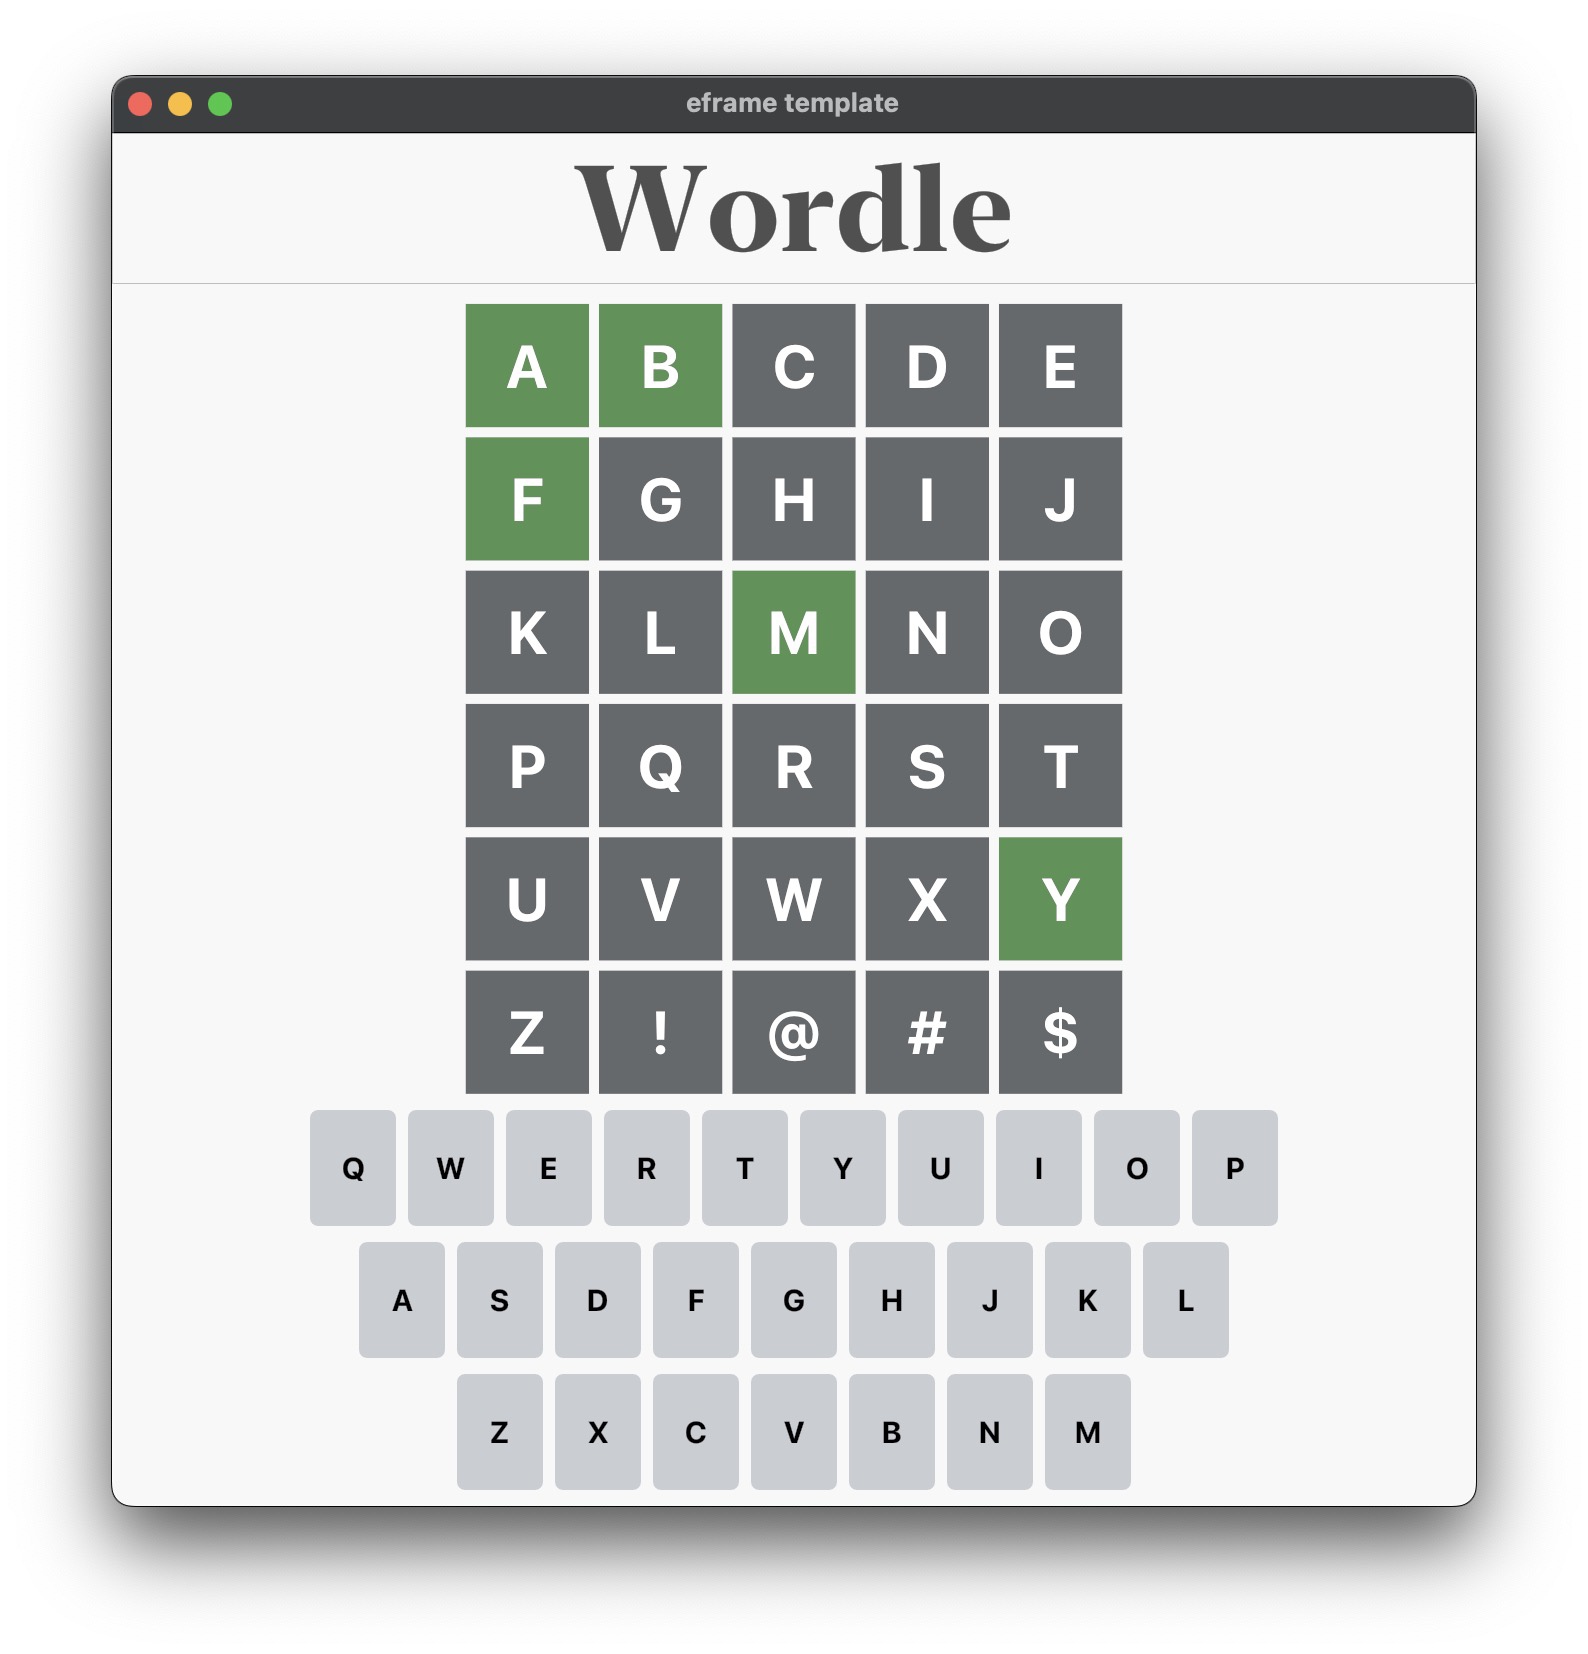 eframe template
Wordle
A B C D E
F G H I J
K L M N O
P Q R S T
U V W X Y
Z ! @ # $
Q W E R T Y U I O P
A S D F G H J K L
Z X C V B N M